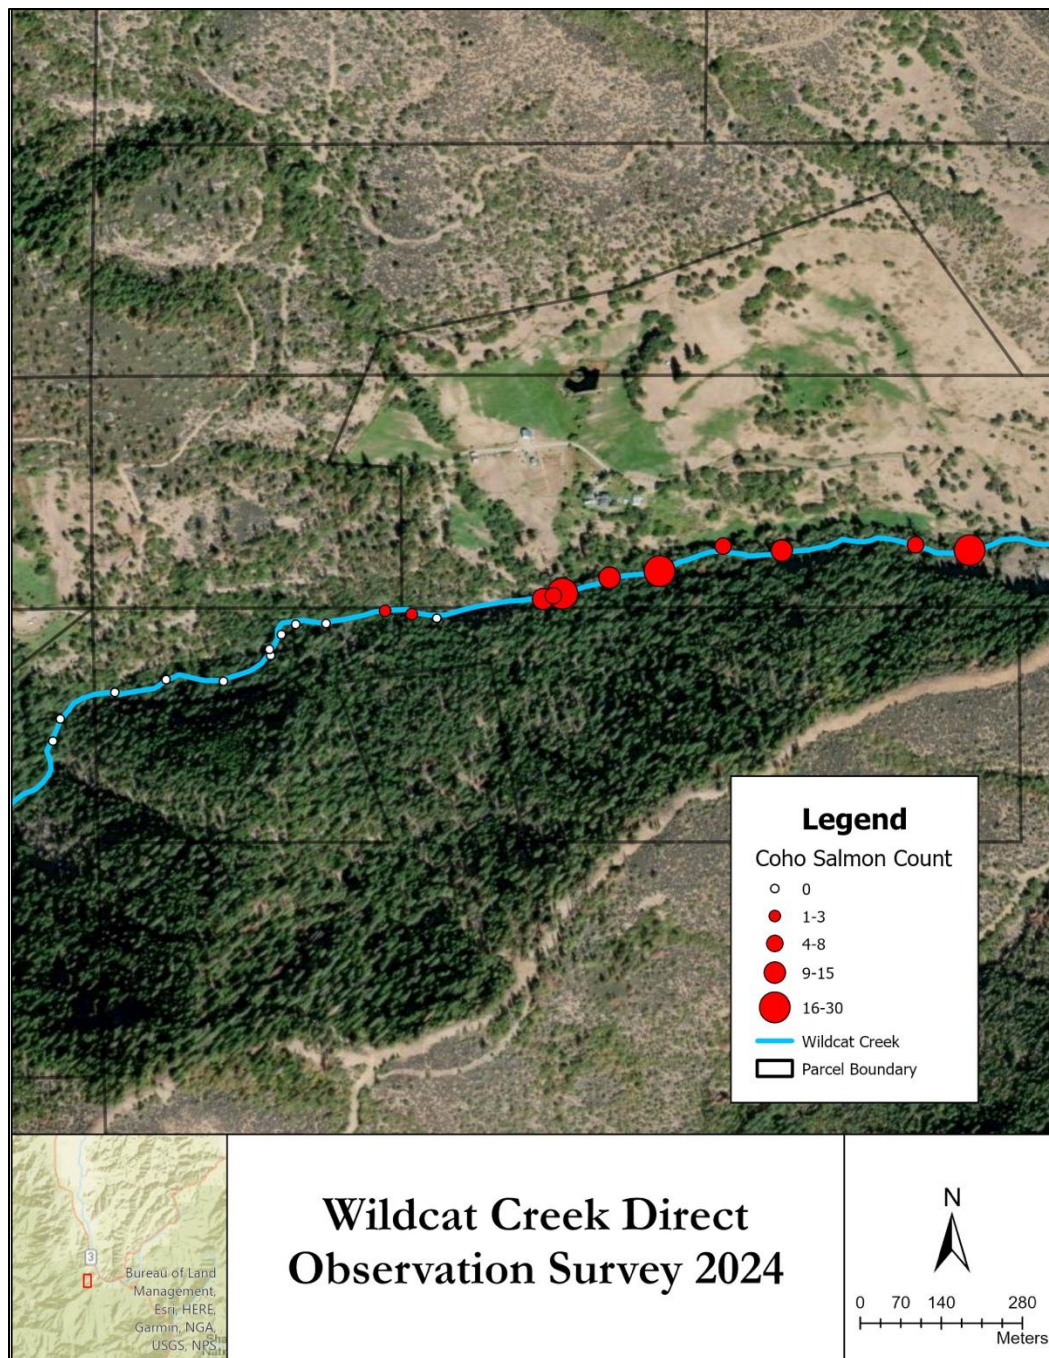 Legend
Coho Salmon Count
0
1-3
4-8
9-15
16-30
Wildcat Creek
Parcel Boundary
3
Bureau of Land
Management,
Esri, HERE,
Garmin, NGA,
USGS, NPS
Wildcat Creek Direct
Observation Survey 2024
N
0 70 140 280
Meters